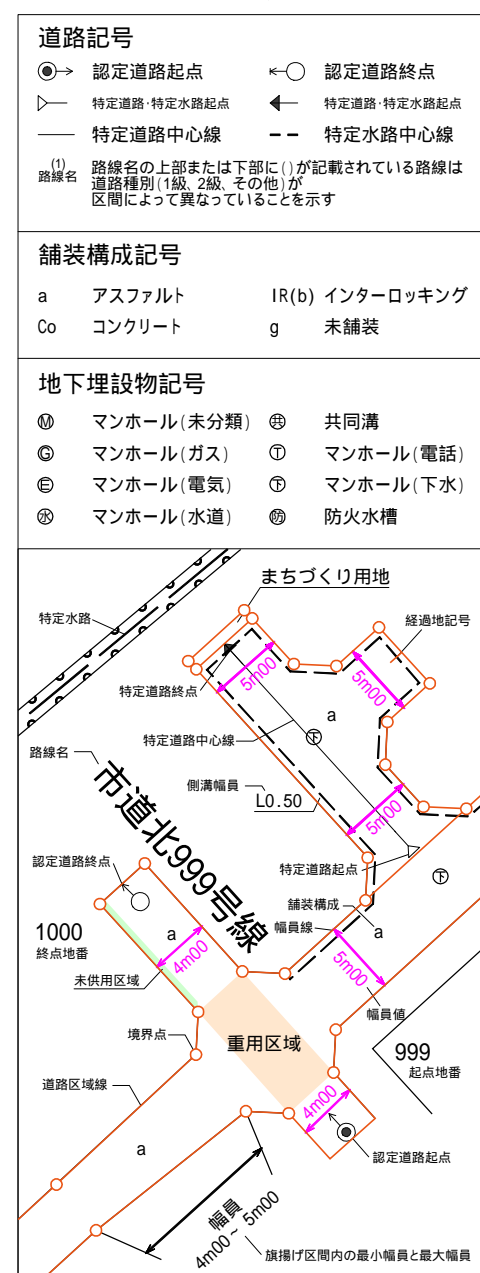 道路記号
認定道路起点
認定道路終点
特定道路・特定水路起点
特定道路・特定水路起点
特定道路中心線
特定水路中心線
(1)
路線名
路線名の上部または下部に()が記載されている路線は
道路種別(1級、2級、その他)が
区間によって異なっていることを示す
舗装構成記号
a アスファルト
IR(b) インターロッキング
Co コンクリート
g 未舗装
地下埋設物記号
Ⓜ マンホール(未分類)
㊌ マンホール(水道)
Ⓖ マンホール(ガス)
Ⓔ マンホール(電気)
共 共同溝
Ⓣ マンホール(電話)
下 マンホール(下水)
防 防火水槽
まちづくり用地
特定水路
経過地記号
5m00
5m00
特定道路終点
a
下
特定道路中心線
路線名
市道北999号線
側溝幅員
L0.50
5m00
特定道路起点
認定道路終点
下
舗装構成
a
幅員線
1000
終点地番
a
4m00
未供用区域
5m00
幅員値
境界点
重用区域
999
起点地番
道路区域線
4m00
a
認定道路起点
幅員
4m00~5m00
旗揚げ区間内の最小幅員と最大幅員